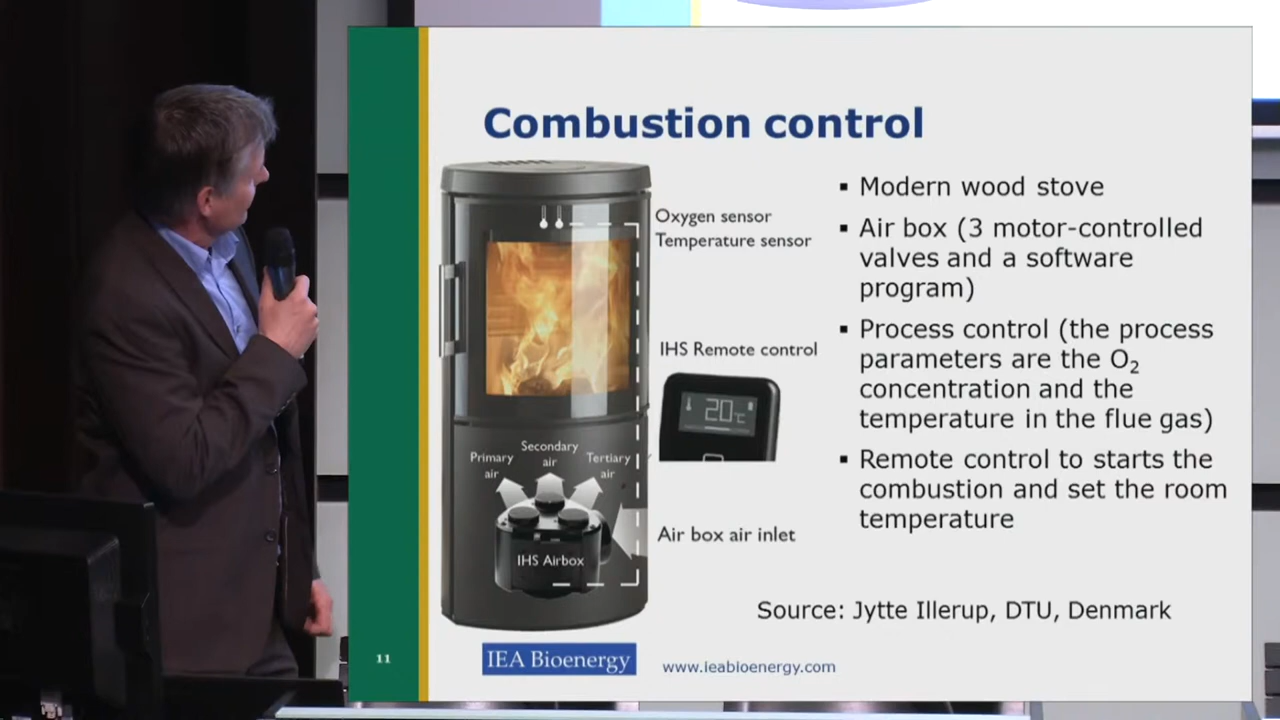 Combustion control
Oxygen sensor
Temperature sensor
IHS Remote control
20°C
Secondary
Primary
air
Tertiary
air
air
IHS Airbox
Air box air inlet
▪ Modern wood stove
▪ Air box (3 motor-controlled
valves and a software
program)
▪ Process control (the process
parameters are the O₂
concentration and the
temperature in the flue gas)
▪ Remote control to starts the
combustion and set the room
temperature
Source: Jytte Illerup, DTU, Denmark
11
IEA Bioenergy
www.ieabioenergy.com